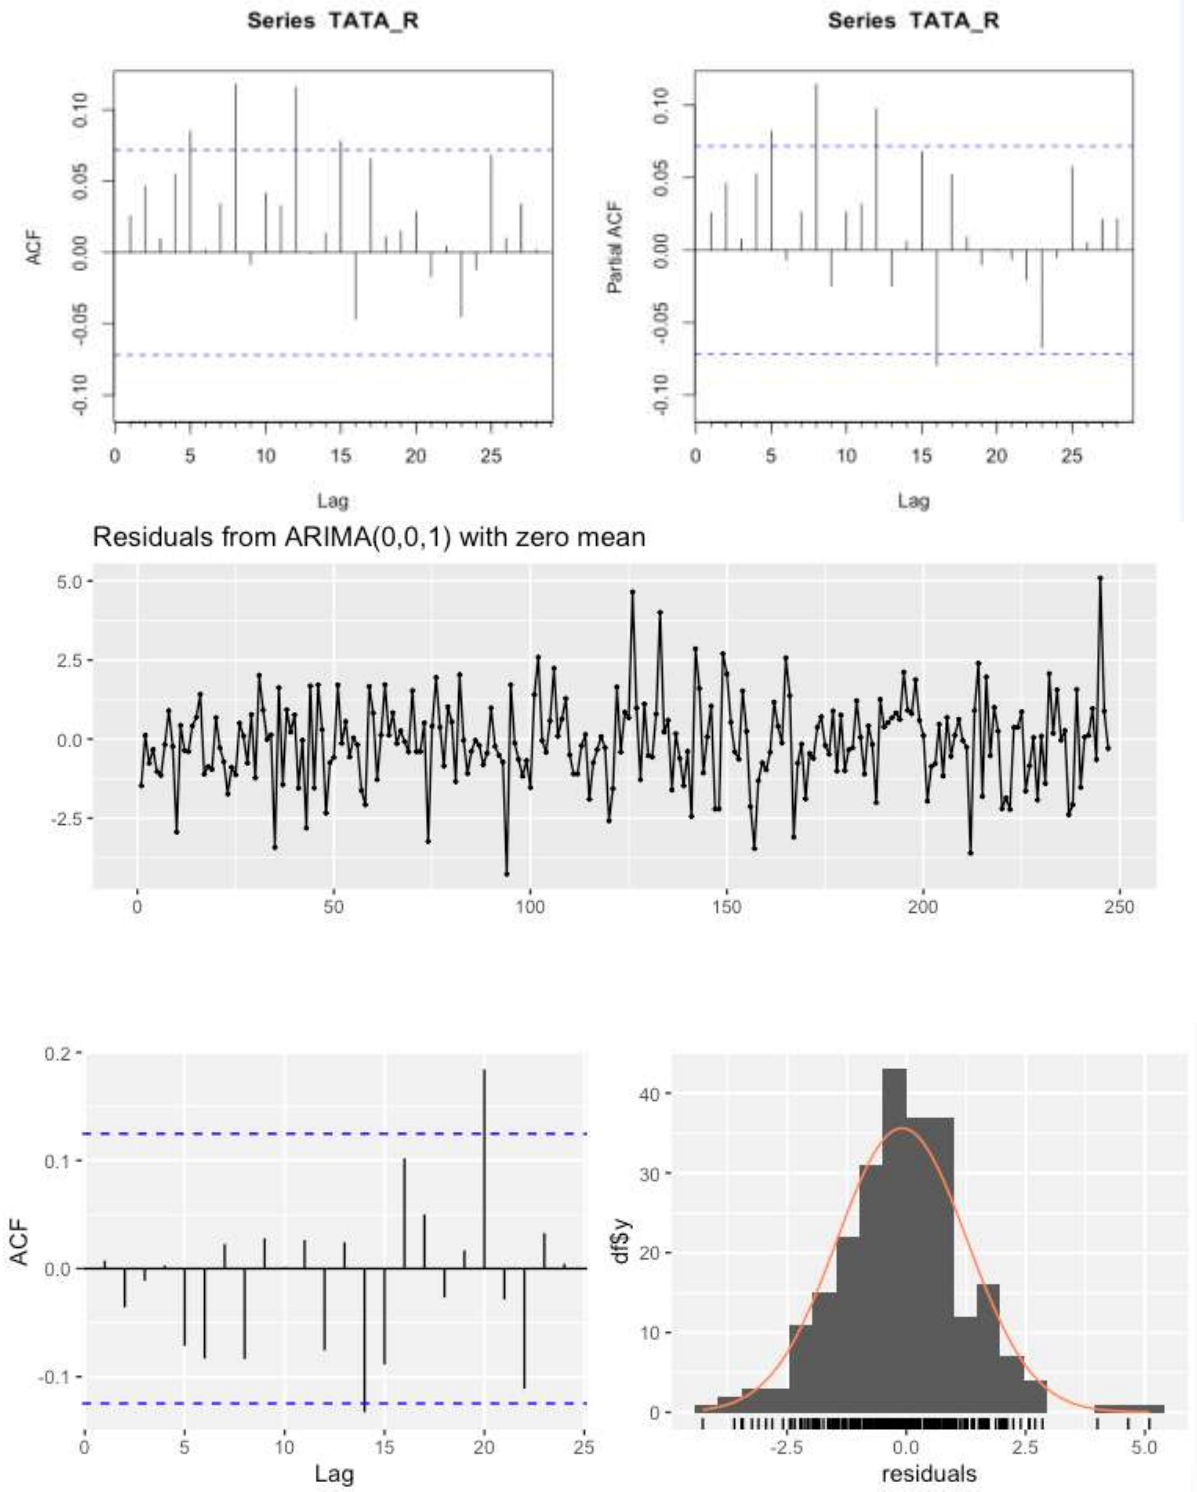 Series TATA_R
Series TATA_R
ACF
0.10
0.05
0.00
-0.05
-0.10
0 5 10 15 20 25
Lag
Partial ACF
0.10
0.05
0.00
-0.05
-0.10
0 5 10 15 20 25
Lag
Residuals from ARIMA(0,0,1) with zero mean
5.0
2.5
0.0
-2.5
0 50 100 150 200 250
ACF
0.2
0.1
0.0
-0.1
0 5 10 15 20 25
Lag
df$y
40
30
20
10
0
-2.5 0.0 2.5 5.0
residuals